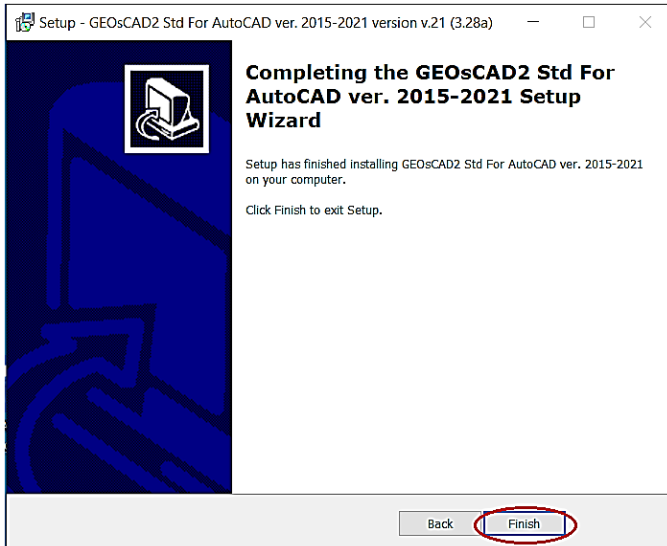 Setup - GEOsCAD2 Std For AutoCAD ver. 2015-2021 version v.21 (3.28a)
Completing the GEOsCAD2 Std For
AutoCAD ver. 2015-2021 Setup
Wizard
Setup has finished installing GEOsCAD2 Std For AutoCAD ver. 2015-2021
on your computer.
Click Finish to exit Setup.
Back Finish